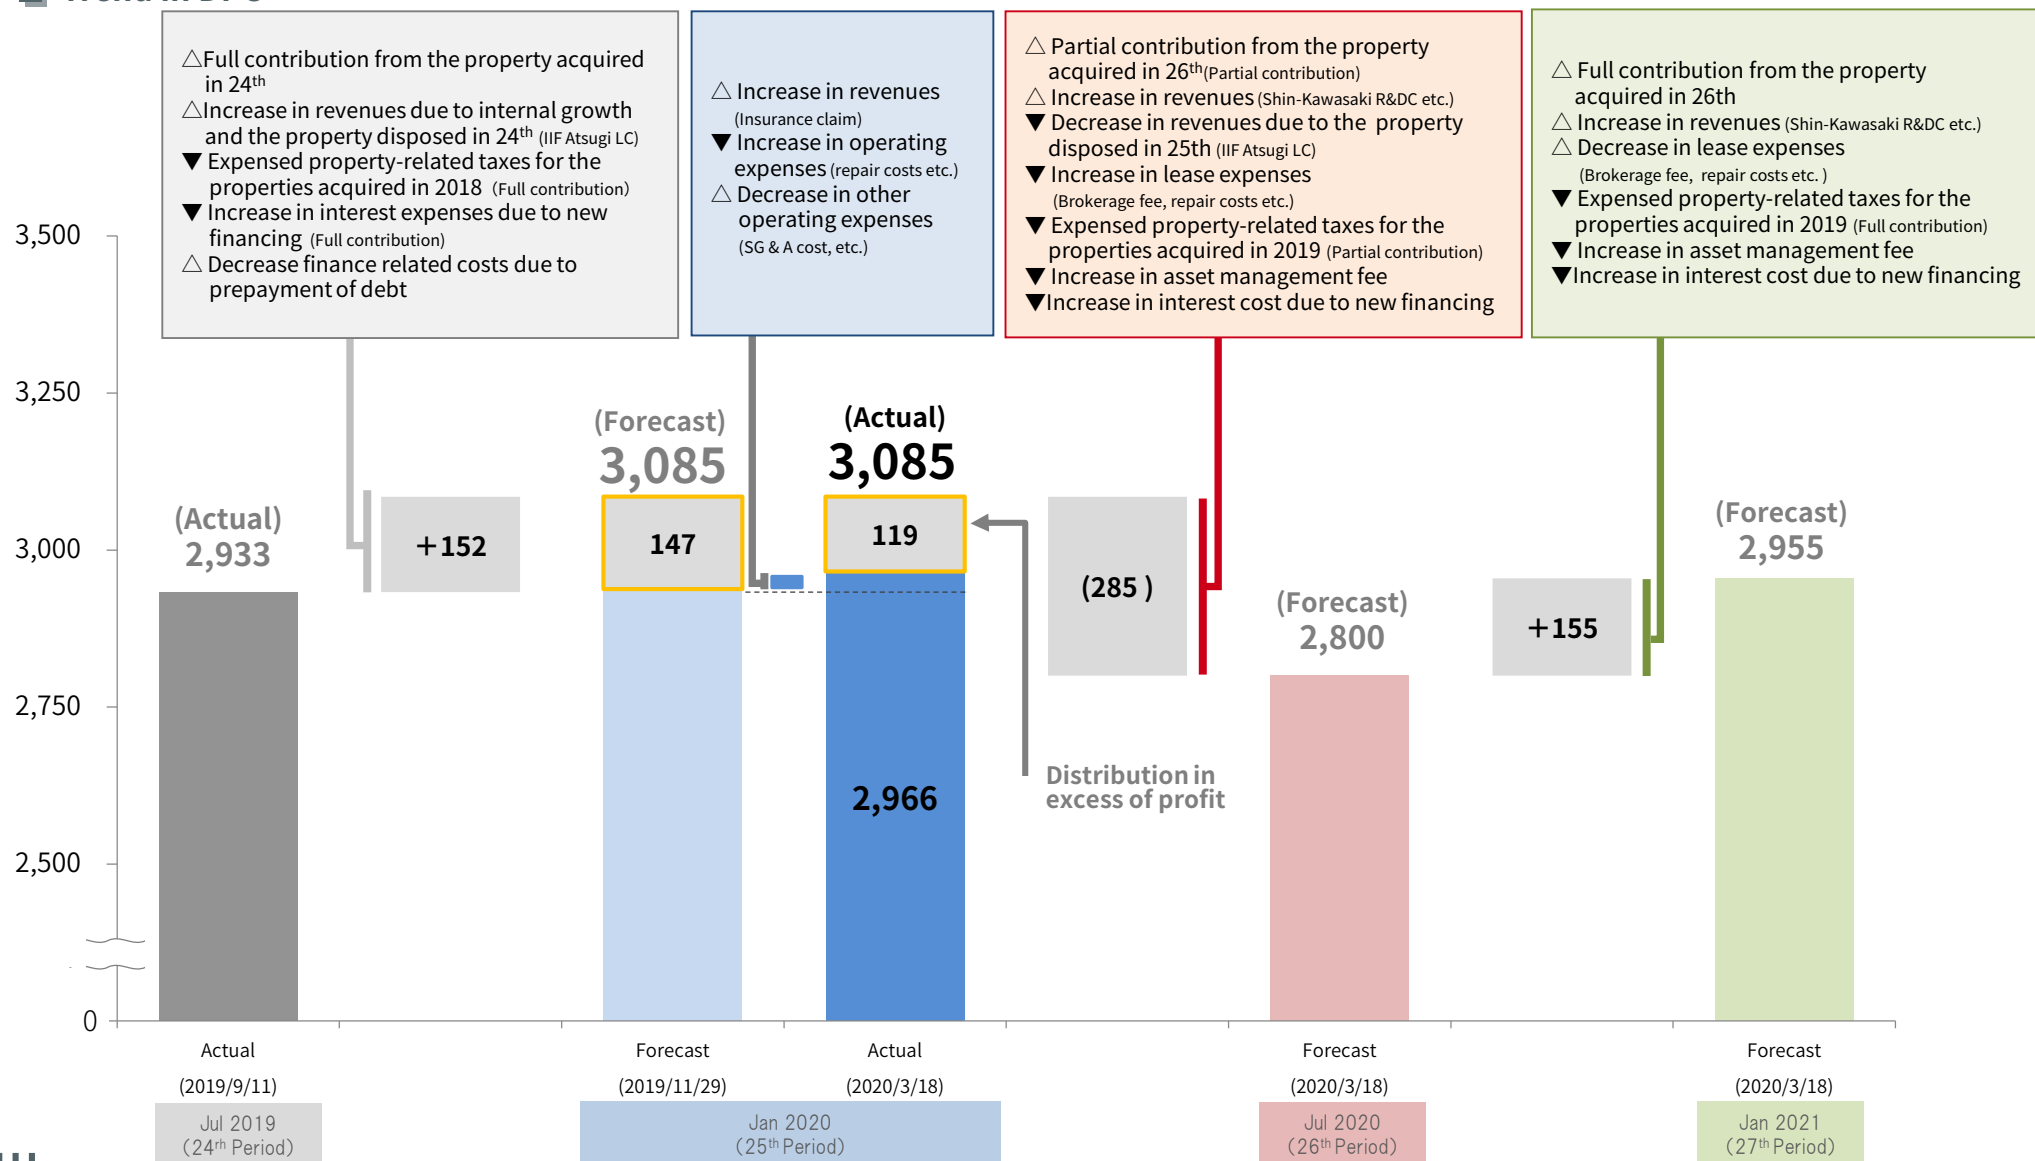 △Full contribution from the property acquired
in 24th
△Increase in revenues due to internal growth
and the property disposed in 24th (IIF Atsugi LC)
▼ Expensed property-related taxes for the
properties acquired in 2018 (Full contribution)
▼ Increase in interest expenses due to new
financing (Full contribution)
△ Decrease finance related costs due to
prepayment of debt
△ Increase in revenues
(Insurance claim)
▼ Increase in operating
expenses (repair costs etc.)
△ Decrease in other
operating expenses
(SG & A cost, etc.)
△ Partial contribution from the property
acquired in 26th(Partial contribution)
△ Increase in revenues (Shin-Kawasaki R&DC etc.)
▼ Decrease in revenues due to the property
disposed in 25th (IIF Atsugi LC)
▼ Increase in lease expenses
(Brokerage fee, repair costs etc.)
▼ Expensed property-related taxes for the
properties acquired in 2019 (Partial contribution)
▼ Increase in asset management fee
▼Increase in interest cost due to new financing
△ Full contribution from the property
acquired in 26th
△ Increase in revenues (Shin-Kawasaki R&DC etc.)
△ Decrease in lease expenses
(Brokerage fee, repair costs etc. )
▼ Expensed property-related taxes for the
properties acquired in 2019 (Full contribution)
▼ Increase in asset management fee
▼Increase in interest cost due to new financing
3,500
3,250
3,000
2,750
2,500
0
(Actual)
2,933
+152
(Forecast)
3,085
147
(Actual)
3,085
119
2,966
Distribution in
excess of profit
(285 )
(Forecast)
2,800
+155
(Forecast)
2,955
Actual
(2019/9/11)
Jul 2019
(24rh Period)
Forecast
(2019/11/29)
Actual
(2020/3/18)
Jan 2020
(25th Period)
Forecast
(2020/3/18)
Jul 2020
(26th Period)
Forecast
(2020/3/18)
Jan 2021
(27th Period)